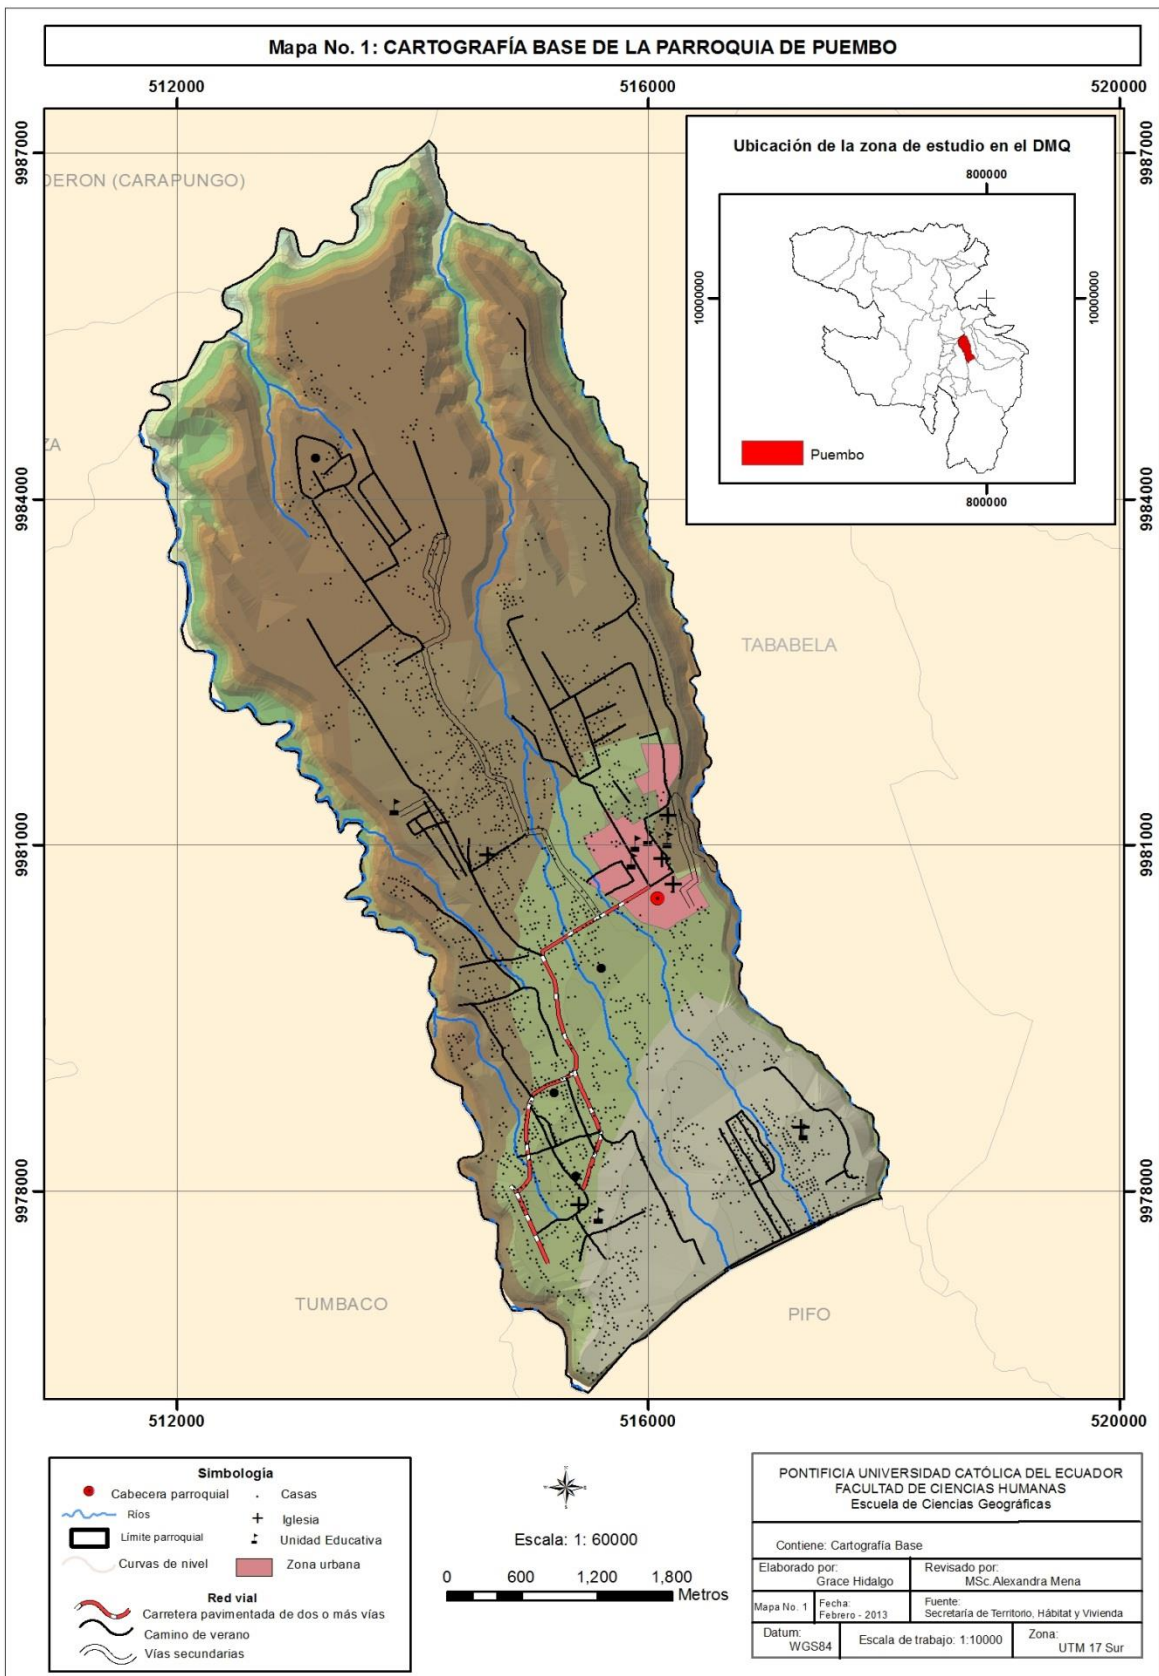 Mapa No. 1: CARTOGRAFÍA BASE DE LA PARROQUIA DE PUEMBO
512000
516000
520000
9987000
9987000
DERON (CARAPUNGO)
Ubicación de la zona de estudio en el DMQ
800000
10000000
10000000
Puembo
800000
ZA
9984000
9984000
TABABELA
9981000
9981000
9978000
9978000
TUMBACO
PIFO
512000
516000
520000
Simbología
Cabecera parroquial
Casas
Ríos
Iglesia
Límite parroquial
Unidad Educativa
Curvas de nivel
Zona urbana
Red vial
Carretera pavimentada de dos o más vías
Camino de verano
Vías secundarias
Escala: 1: 60000
0 600 1,200 1,800
Metros
PONTIFICIA UNIVERSIDAD CATÓLICA DEL ECUADOR
FACULTAD DE CIENCIAS HUMANAS
Escuela de Ciencias Geográficas
Contiene: Cartografía Base
Elaborado por:
Grace Hidalgo
Revisado por:
MSc.Alexandra Mena
Mapa No. 1
Fecha:
Febrero - 2013
Fuente:
Secretaría de Territorio, Hábitat y Vivienda
Datum:
WGS84
Escala de trabajo: 1:10000
Zona:
UTM 17 Sur